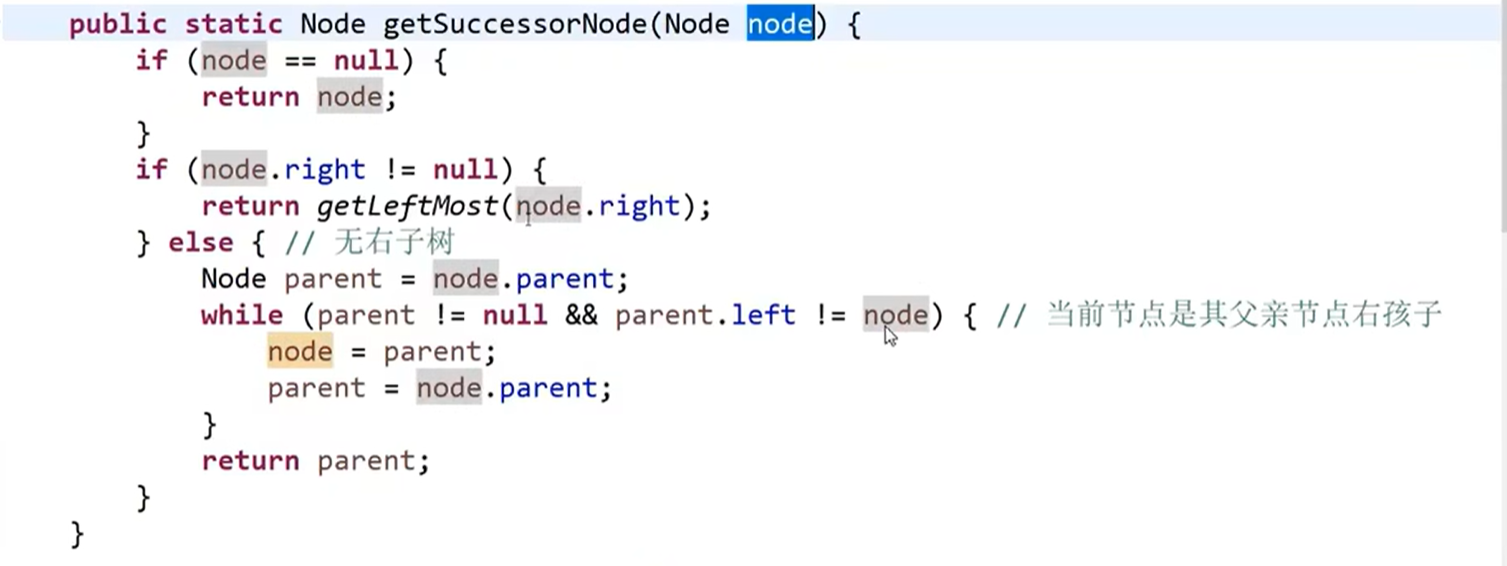 public static Node getSuccessorNode(Node node) {
if (node == null) {
return node;
}
if (node.right != null) {
return getLeftMost(node.right);
} else { // 无右子树
Node parent = node.parent;
while (parent != null && parent.left != node) { // 当前节点是其父亲节点右孩子
node = parent;
parent = node.parent;
}
return parent;
}
}